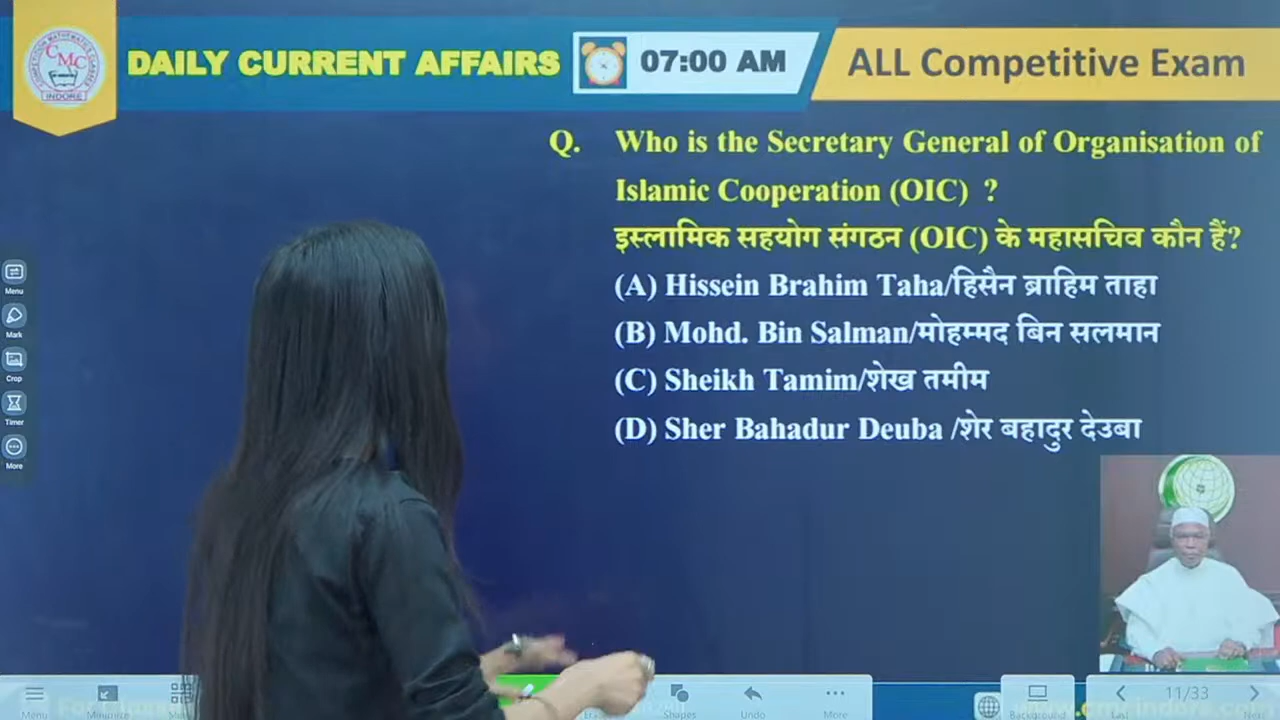 CMC
INDORE
DAILY CURRENT AFFAIRS
07:00 AM
ALL Competitive Exam
Q. Who is the Secretary General of Organisation of
Islamic Cooperation (OIC) ?
इस्लामिक सहयोग संगठन (OIC) के महासचिव कौन हैं?
(A) Hissein Brahim Taha/हिसैन ब्राहिम ताहा
(B) Mohd. Bin Salman/मोहम्मद बिन सलमान
(C) Sheikh Tamim/शेख तमीम
(D) Sher Bahadur Deuba /शेर बहादुर देउबा
Menu
Mark
Crop
Timer
More
Menu
Minimize
Shapes
Undo
More
Background
11/33